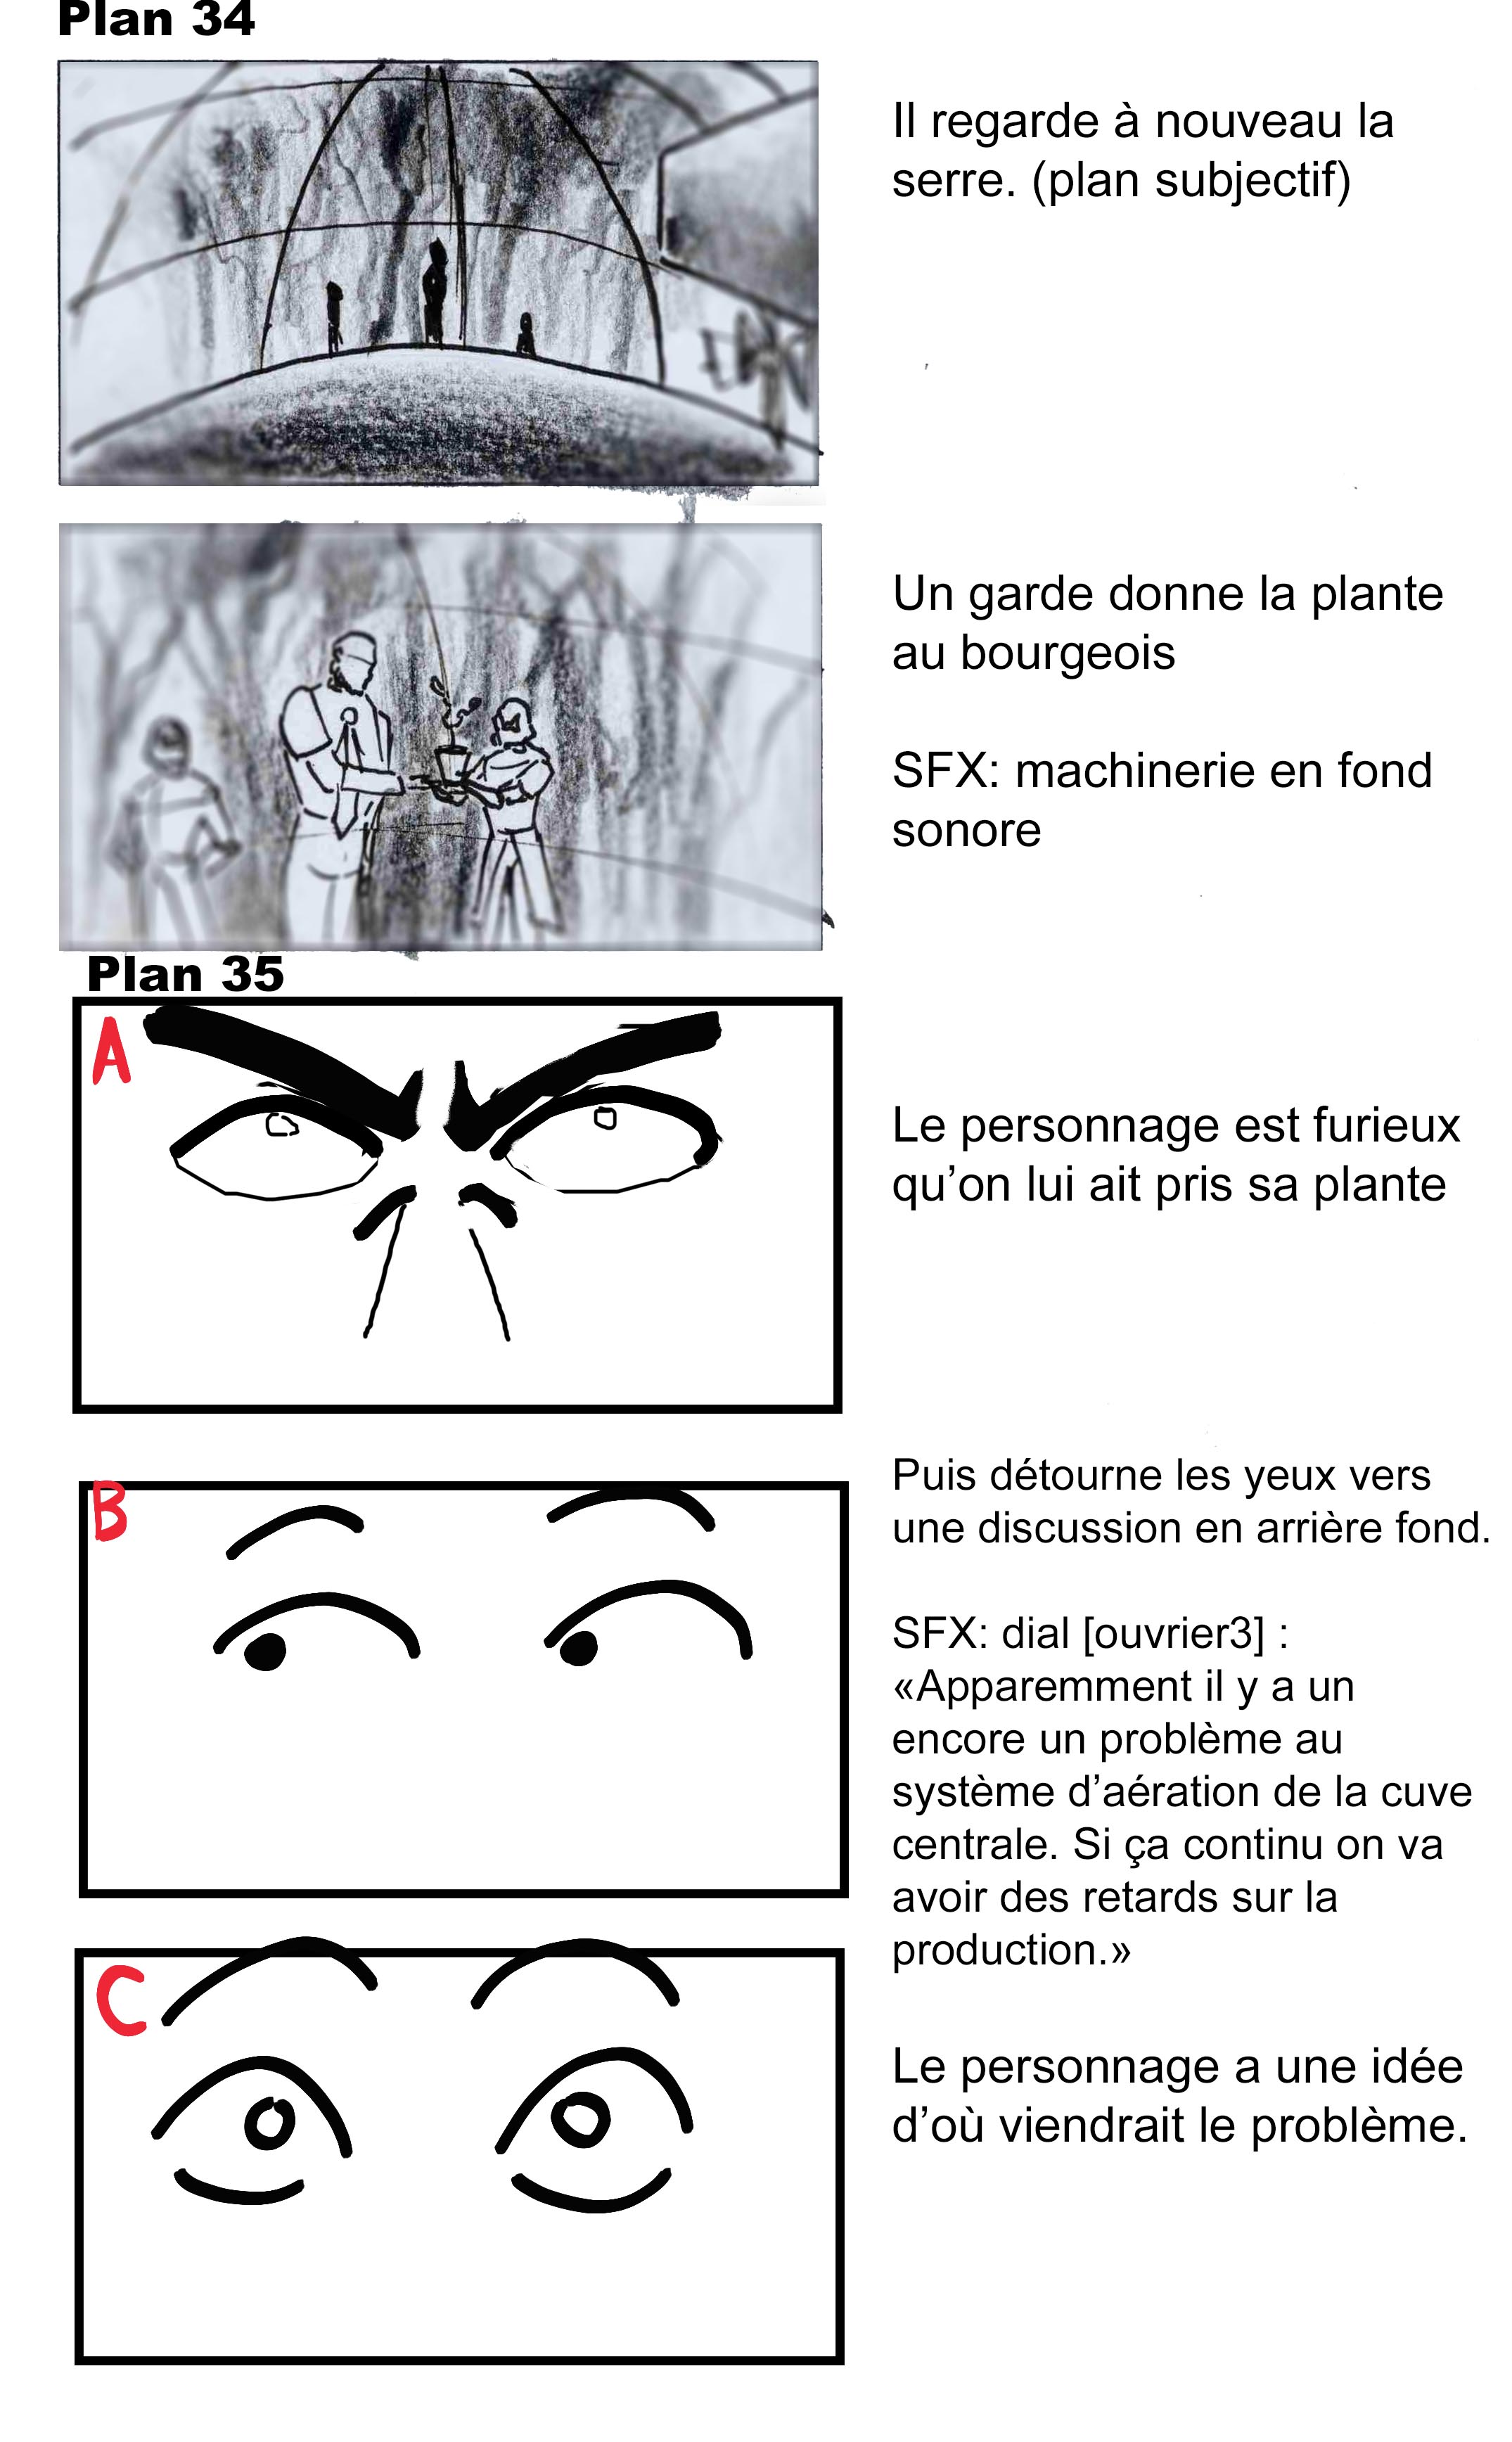 Plan 34
Il regarde à nouveau la
serre. (plan subjectif)
Un garde donne la plante
au bourgeois
SFX: machinerie en fond
sonore
Plan 35
A
Le personnage est furieux
qu’on lui ait pris sa plante
B
Puis détourne les yeux vers
une discussion en arrière fond.
SFX: dial [ouvrier3] :
«Apparemment il y a un
encore un problème au
système d’aération de la cuve
centrale. Si ça continu on va
avoir des retards sur la
production.»
C
Le personnage a une idée
d’où viendrait le problème.